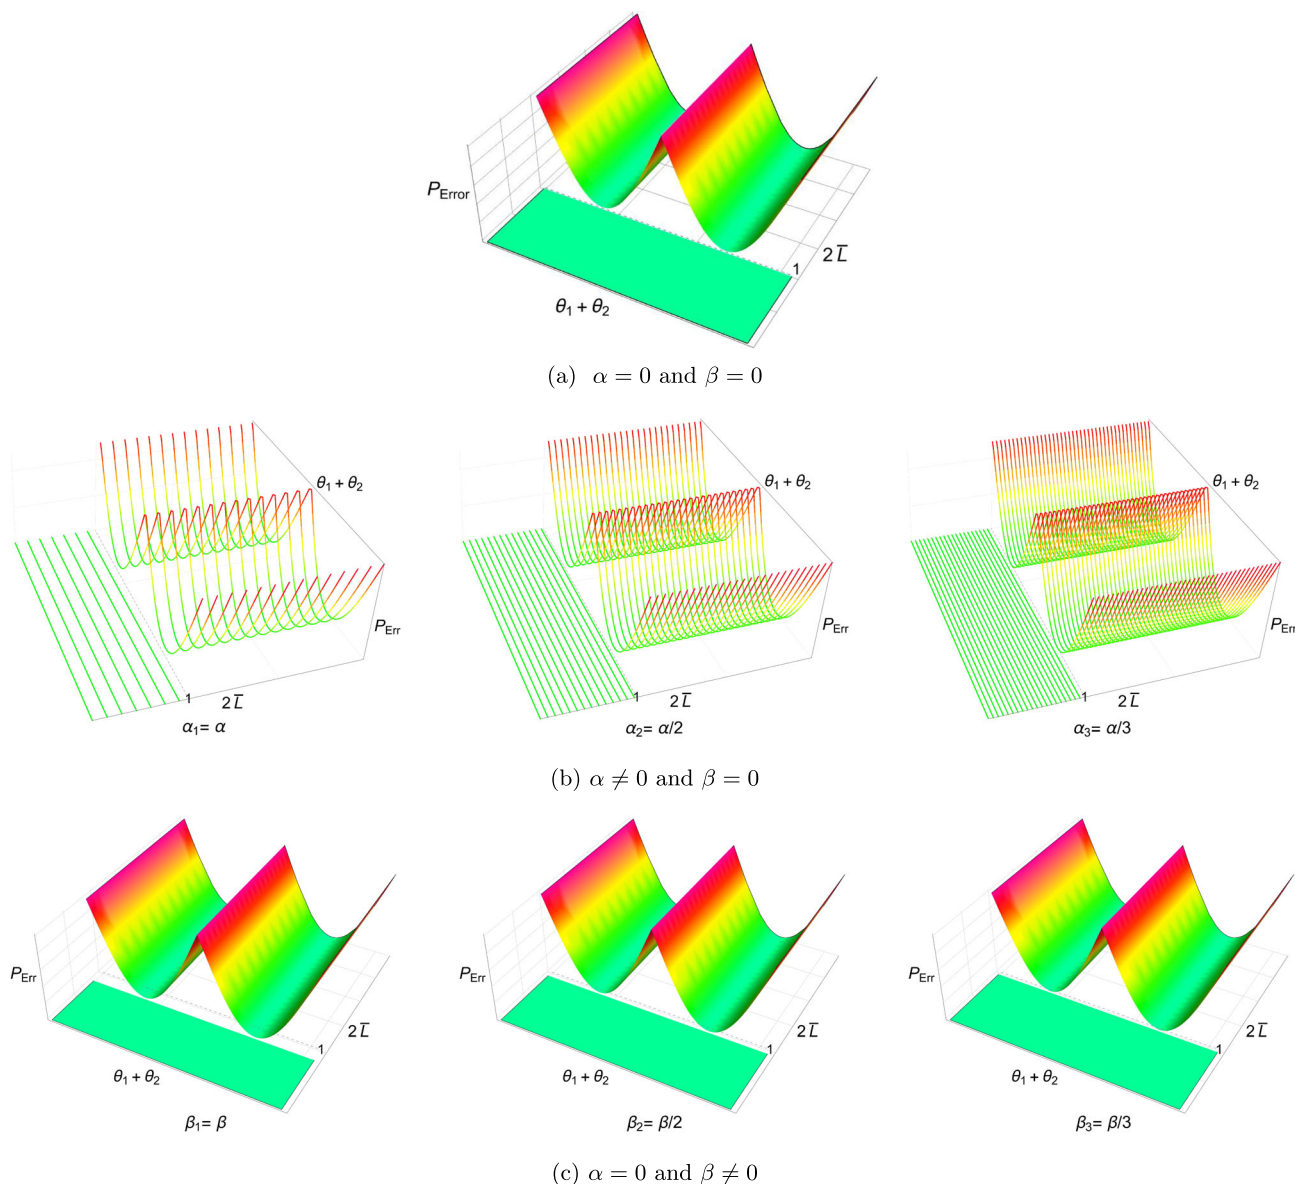 P_Error
1
2 L̅
θ₁ + θ₂
(a) α = 0 and β = 0
θ₁ + θ₂
P_Err
1
2 L̅
α₁= α
θ₁ + θ₂
P_Err
1
2 L̅
α₂= α/2
θ₁ + θ₂
P_Err
1
2 L̅
α₃= α/3
(b) α ≠ 0 and β = 0
P_Err
1
2 L̅
θ₁ + θ₂
β₁= β
P_Err
1
2 L̅
θ₁ + θ₂
β₂= β/2
P_Err
1
2 L̅
θ₁ + θ₂
β₃= β/3
(c) α = 0 and β ≠ 0